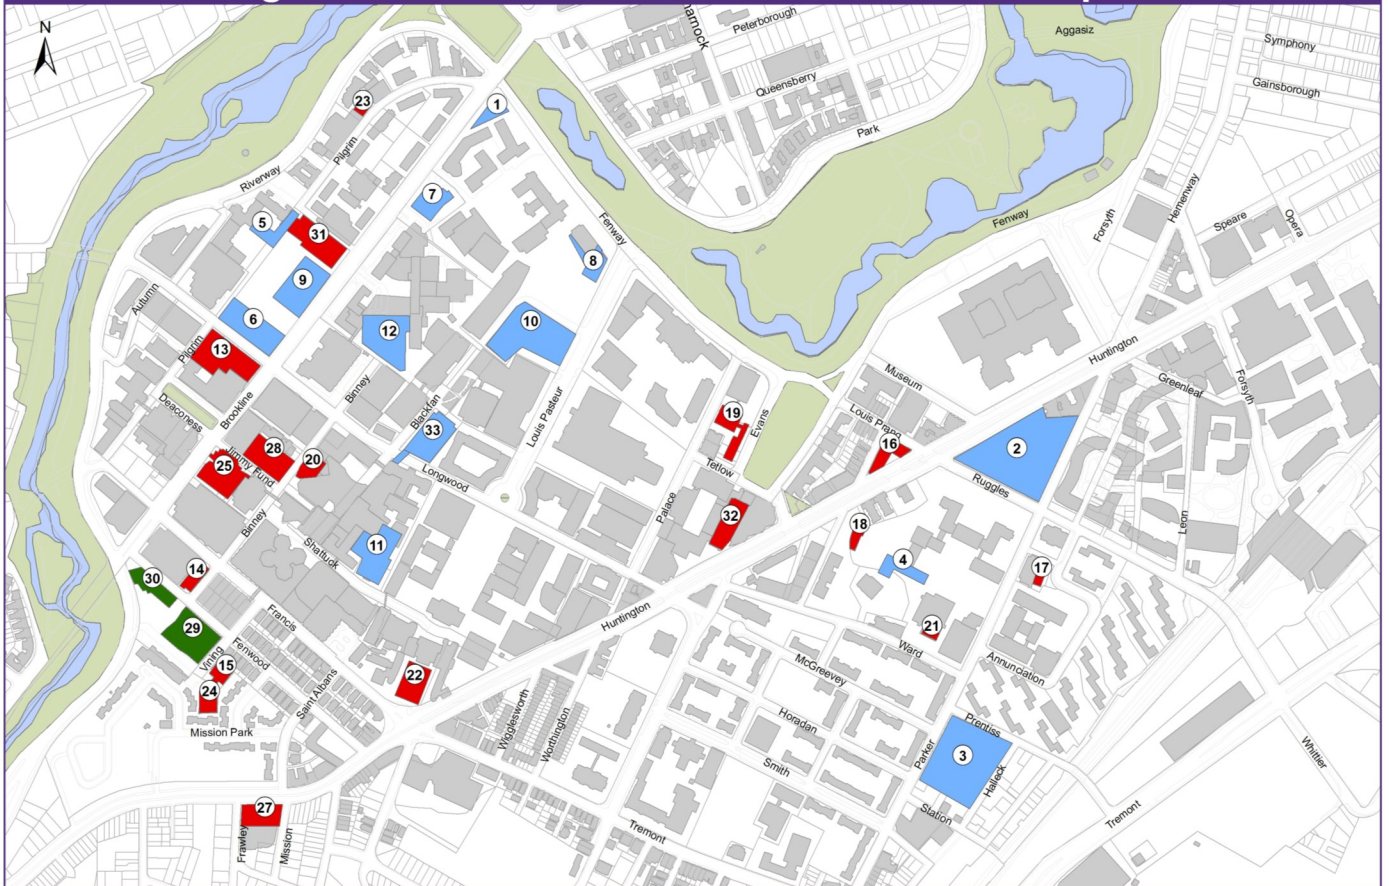 N
arnock
Peterborough
Aggasiz
Symphony
Queensberry
Gainsborough
23
1
Park
Pilgrim
Riverway
7
Hemenway
5
31
Fenway
Fenway
Forsyth
Speare
Opera
8
9
Autumn
6
10
12
Pilgrim
13
Huntington
Museum
Greenleaf
Forsyth
Binney
Brookline
Deaconess
Blackfan
Louis Pasteur
19
Evans
Louis Prang
33
16
2
28
Jimmy Fund
20
25
Longwood
Tetlow
Ruggles
Palace
32
Binney
Shattuck
11
18
Leon
4
17
14
30
Francis
Huntington
29
21
Fenwood
Vining
15
Ward
Annunciation
McGreevey
22
24
Saint Albans
Wigglesworth
Worthington
Horadan
Mission Park
Prentiss
Parker
3
Whittier
Smith
Halleck
27
Station
Tremont
Frawley
Mission
Tremont